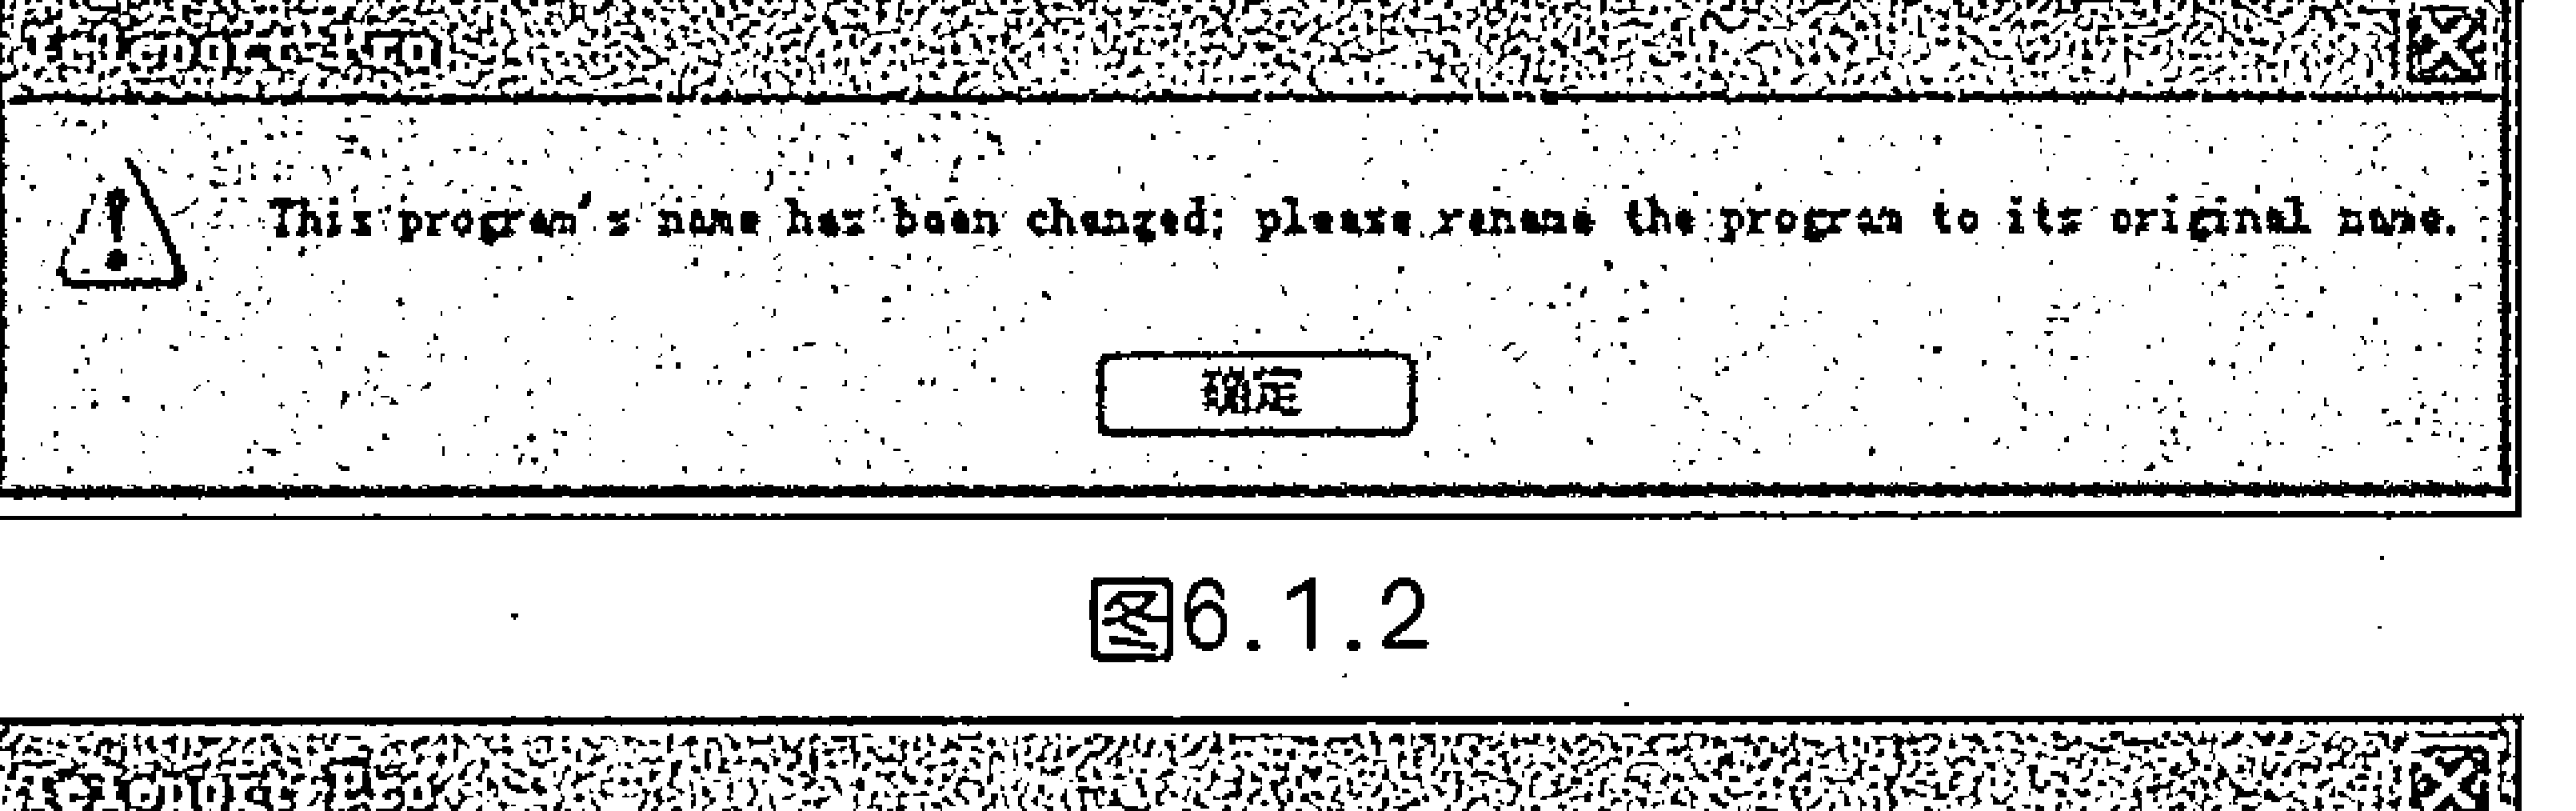 This program's name has been changed; please rename the program to its original name.
确定
图6.1.2